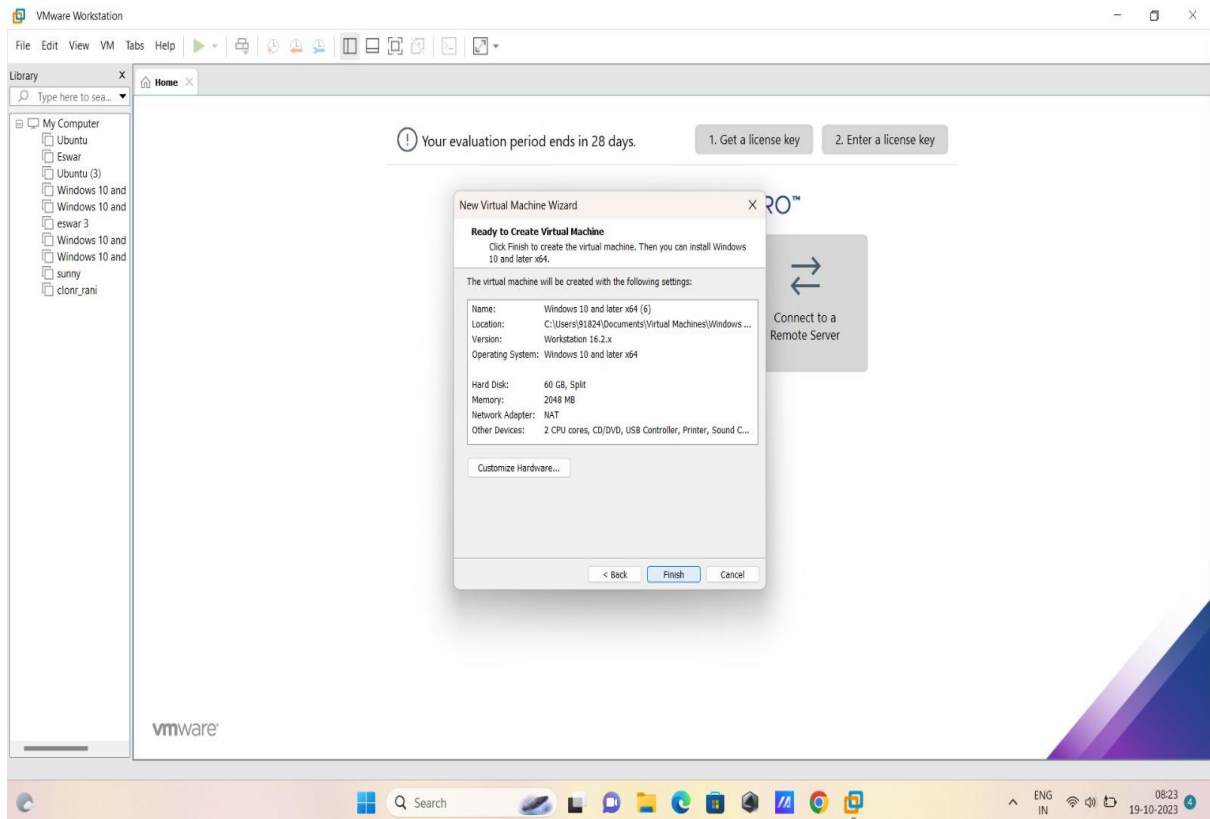 VMware Workstation
File Edit View VM Tabs Help
Library X
Home
Type here to sea...
My Computer
Ubuntu
Eswar
Ubuntu (3)
Windows 10 and
Windows 10 and
eswar 3
Windows 10 and
Windows 10 and
sunny
clonr_rani
Your evaluation period ends in 28 days.
1. Get a license key
2. Enter a license key
RO™
New Virtual Machine Wizard X
Ready to Create Virtual Machine
Click Finish to create the virtual machine. Then you can install Windows
10 and later x64.
The virtual machine will be created with the following settings:
Name: Windows 10 and later x64 (6)
Location: C:\Users\91824\Documents\Virtual Machines\Windows ...
Version: Workstation 16.2.x
Operating System: Windows 10 and later x64
Hard Disk: 60 GB, Split
Memory: 2048 MB
Network Adapter: NAT
Other Devices: 2 CPU cores, CD/DVD, USB Controller, Printer, Sound C...
Customize Hardware...
< Back Finish Cancel
Connect to a
Remote Server
vmware
Search
ENG
IN
08:23
19-10-2023
4